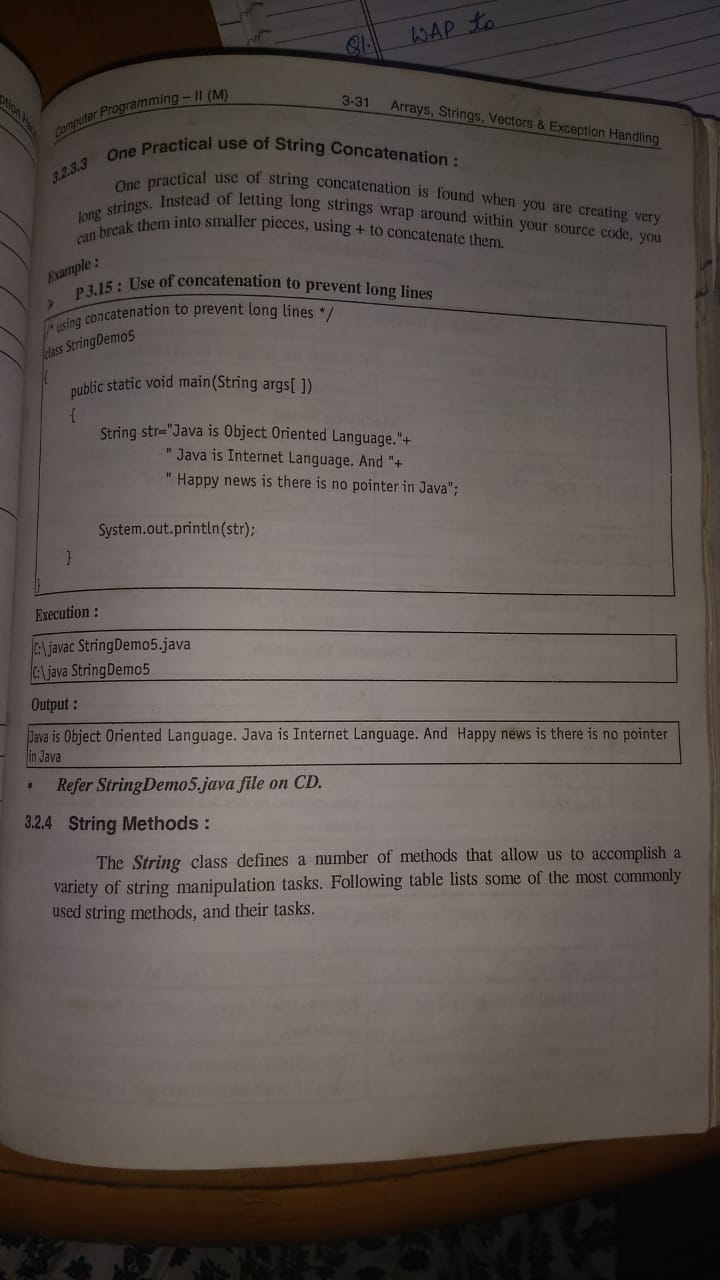 Q1. WAP to
Computer Programming – II (M) 3-31 Arrays, Strings, Vectors & Exception Handling
3.2.3.3 One Practical use of String Concatenation :
One practical use of string concatenation is found when you are creating very
long strings. Instead of letting long strings wrap around within your source code, you
can break them into smaller pieces, using + to concatenate them.
Example :
➤ P 3.15 : Use of concatenation to prevent long lines
/* using concatenation to prevent long lines */
class StringDemo5
{
public static void main(String args[ ])
{
String str="Java is Object Oriented Language."+
" Java is Internet Language. And "+
" Happy news is there is no pointer in Java";
System.out.println(str);
}
}
Execution :
C:\javac StringDemo5.java
C:\java StringDemo5
Output :
Java is Object Oriented Language. Java is Internet Language. And  Happy news is there is no pointer
in Java
• Refer StringDemo5.java file on CD.
3.2.4 String Methods :
The String class defines a number of methods that allow us to accomplish a
variety of string manipulation tasks. Following table lists some of the most commonly
used string methods, and their tasks.